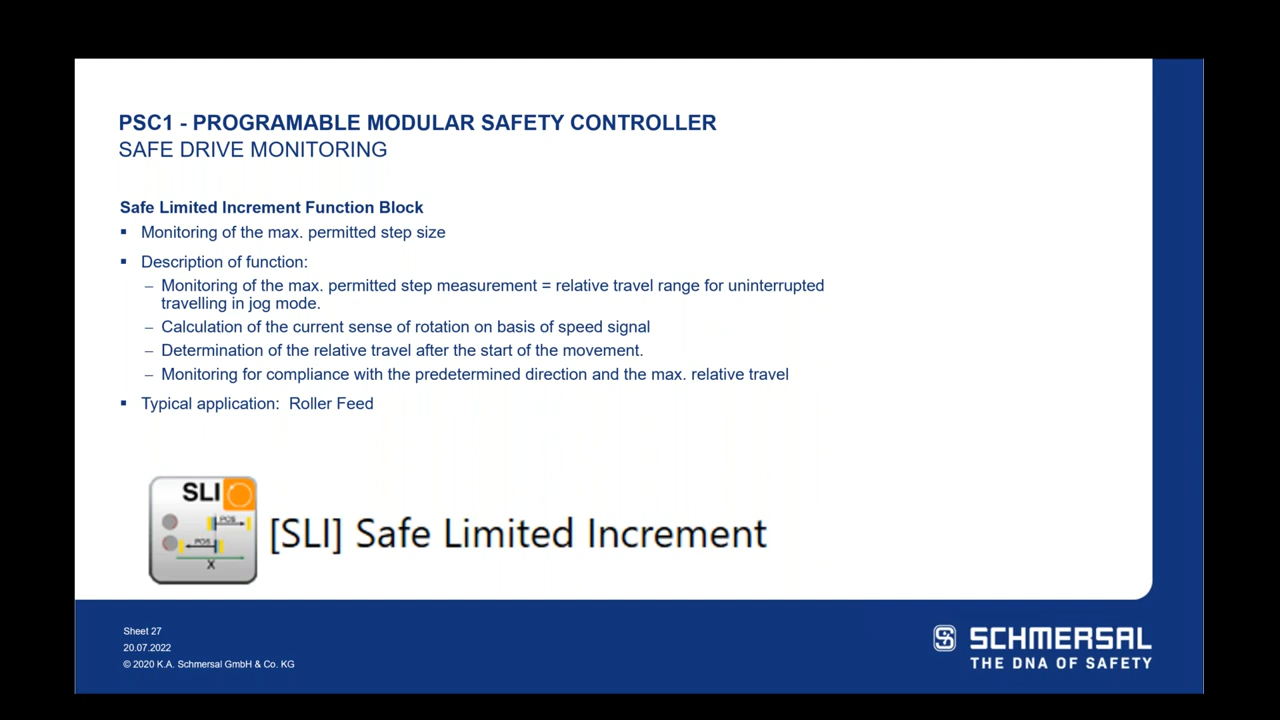 PSC1 - PROGRAMABLE MODULAR SAFETY CONTROLLER
SAFE DRIVE MONITORING
Safe Limited Increment Function Block
▪ Monitoring of the max. permitted step size
▪ Description of function:
– Monitoring of the max. permitted step measurement = relative travel range for uninterrupted
travelling in jog mode.
– Calculation of the current sense of rotation on basis of speed signal
– Determination of the relative travel after the start of the movement.
– Monitoring for compliance with the predetermined direction and the max. relative travel
▪ Typical application:  Roller Feed
SLI
POS
POS
X
[SLI] Safe Limited Increment
Sheet 27
20.07.2022
© 2020 K.A. Schmersal GmbH & Co. KG
SCHMERSAL
THE DNA OF SAFETY